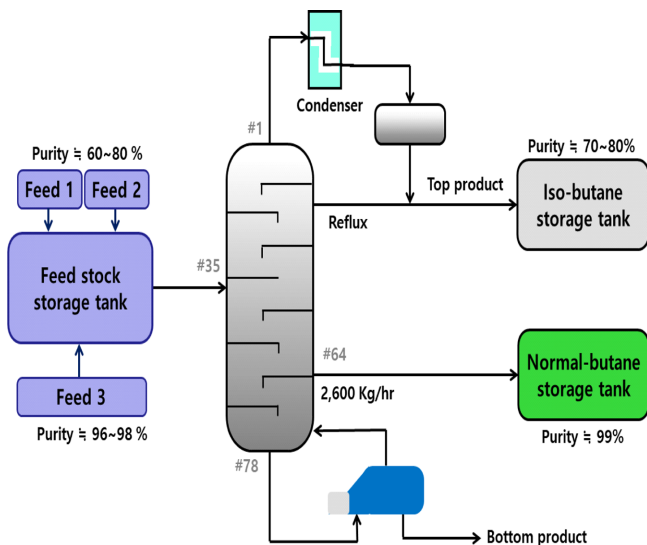 Condenser
#1
Purity ≒ 60~80 %
Purity ≒ 70~80%
Feed 1
Feed 2
Top product
Iso-butane
storage tank
Reflux
Feed stock
storage tank
#35
#64
Normal-butane
storage tank
2,600 Kg/hr
Feed 3
Purity ≒ 96~98 %
Purity ≒ 99%
#78
Bottom product